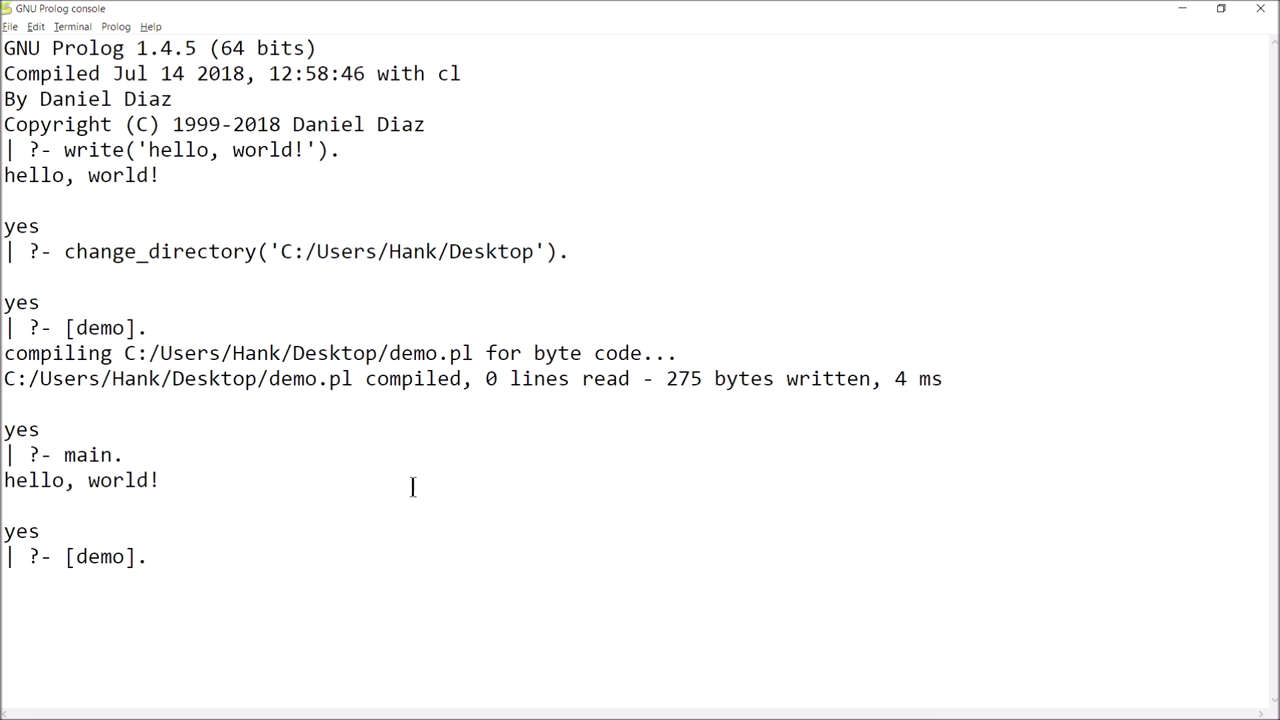 GNU Prolog console
File Edit Terminal Prolog Help
GNU Prolog 1.4.5 (64 bits)
Compiled Jul 14 2018, 12:58:46 with cl
By Daniel Diaz
Copyright (C) 1999-2018 Daniel Diaz
| ?- write('hello, world!').
hello, world!
yes
| ?- change_directory('C:/Users/Hank/Desktop').
yes
| ?- [demo].
compiling C:/Users/Hank/Desktop/demo.pl for byte code...
C:/Users/Hank/Desktop/demo.pl compiled, 0 lines read - 275 bytes written, 4 ms
yes
| ?- main.
hello, world!
yes
| ?- [demo].